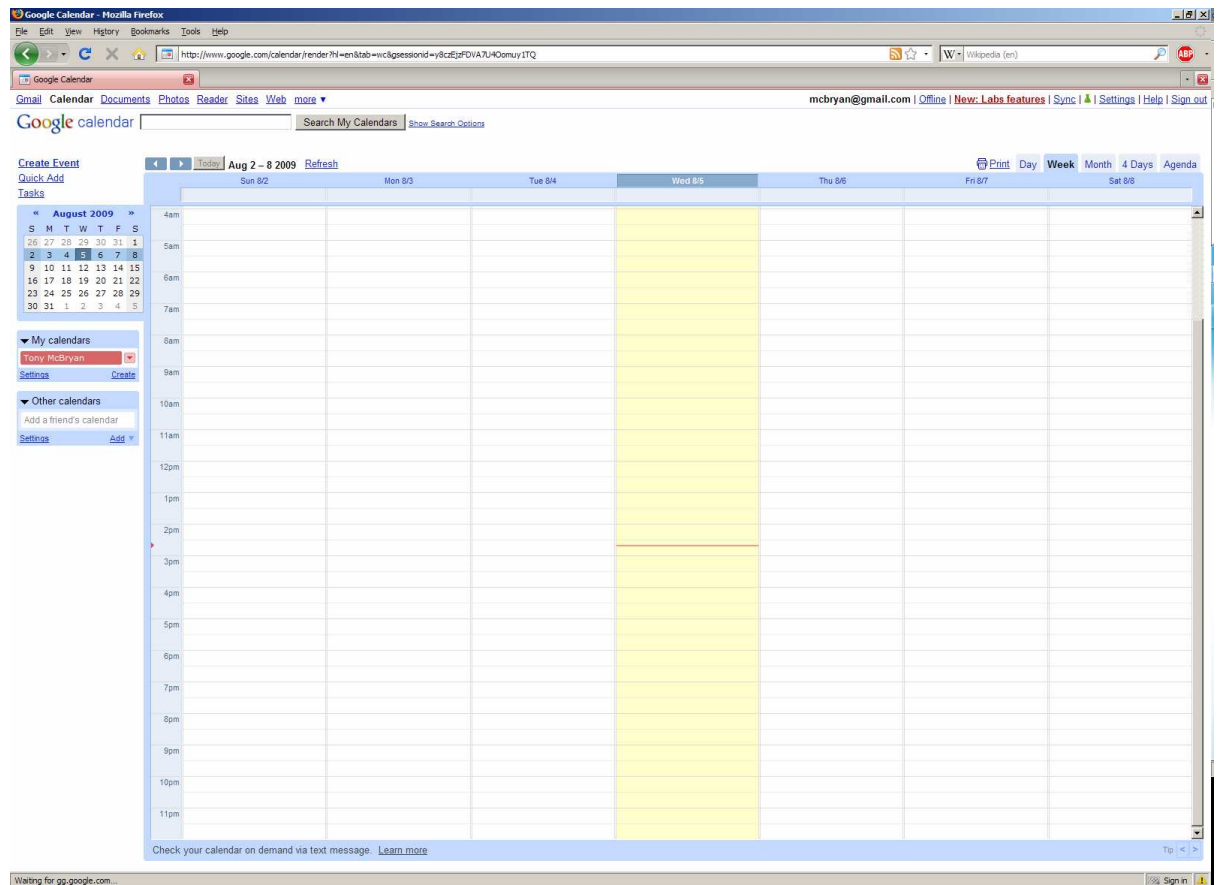 Google Calendar - Mozilla Firefox
File Edit View History Bookmarks Tools Help
http://www.google.com/calendar/render?hl=en&tab=wc&gsessionid=y8czEjzFDVA7U4Oomuy1TQ
W Wikipedia (en)
ABP
Google Calendar
Gmail Calendar Documents Photos Reader Sites Web more ▼
mcbryan@gmail.com | Offline | New: Labs features | Sync | | Settings | Help | Sign out
Google calendar Search My Calendars Show Search Options
Create Event
Quick Add
Tasks
Today Aug 2 – 8 2009 Refresh
Print Day Week Month 4 Days Agenda
Sun 8/2 Mon 8/3 Tue 8/4 Wed 8/5 Thu 8/6 Fri 8/7 Sat 8/8
« August 2009 »
S M T W T F S
26 27 28 29 30 31 1
2 3 4 5 6 7 8
9 10 11 12 13 14 15
16 17 18 19 20 21 22
23 24 25 26 27 28 29
30 31 1 2 3 4 5
My calendars
Tony McBryan
Settings Create
Other calendars
Add a friend's calendar
Settings Add ▼
4am
5am
6am
7am
8am
9am
10am
11am
12pm
1pm
2pm
3pm
4pm
5pm
6pm
7pm
8pm
9pm
10pm
11pm
Check your calendar on demand via text message. Learn more
Tip < >
Waiting for gg.google.com...
Sign in